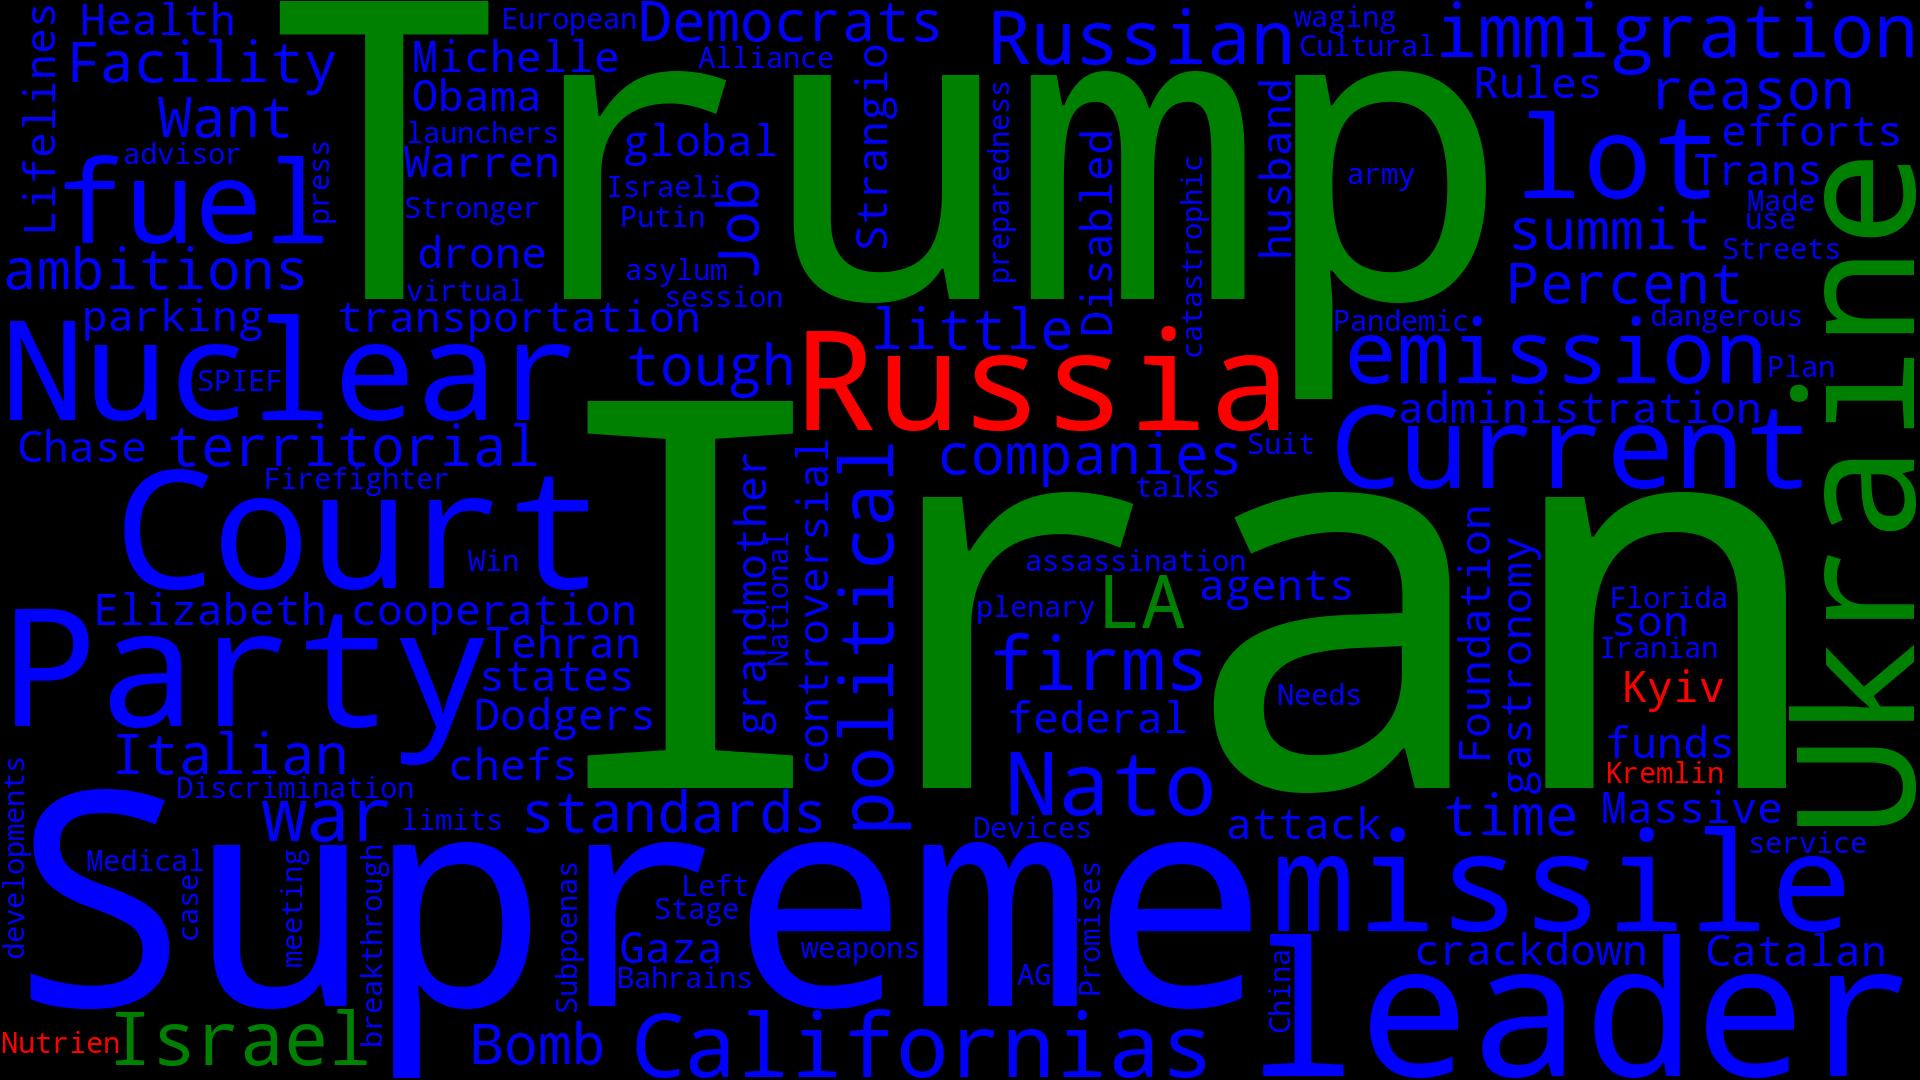 Health
European
Democrats
Russian
waging
immigration
Lifelines
Facility
Trump
Michelle
Alliance
Cultural
Rules
reason
Want
Obama
launchers
global
Strangio
preparedness
Disabled
husband
lot
efforts
advisor
press
Warren
fuel
Israeli
Job
catastrophic
army
Trans
Made
use
Stronger
Putin
summit
Streets
drone
asylum
ambitions
virtual
session
Percent
Ukraine
parking
transportation
little
Pandemic
dangerous
Nuclear
SPIEF
tough
Russia
emission
Plan
administration
Chase
territorial
companies
Suit
Current
Firefighter
talks
Court
Win
Iran
grandmother
National
controversial
political
assassination
LA
agents
plenary
Foundation
gastronomy
Florida
son
Iranian
Elizabeth
cooperation
Party
Tehran
states
firms
Needs
Kyiv
Dodgers
federal
Italian
chefs
Nato
funds
Kremlin
developments
Discrimination
war
limits
standards
Devices
attack
time
Massive
Supreme
missile
service
Medical
case
meeting
breakthrough
Subpoenas
Left
Stage
Promises
Gaza
weapons
Bahrains
AG
China
crackdown
Catalan
leader
Nutrien
Israel
Bomb
Californias